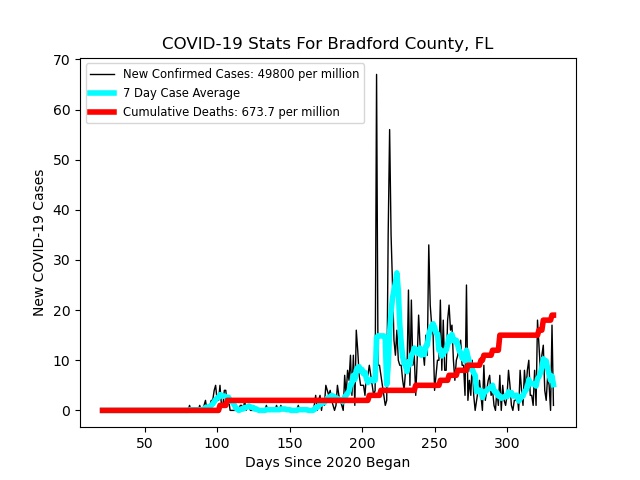 COVID-19 Stats For Bradford County, FL
New Confirmed Cases: 49800 per million
7 Day Case Average
Cumulative Deaths: 673.7 per million
New COVID-19 Cases
70
60
50
40
30
20
10
0
50 100 150 200 250 300
Days Since 2020 Began